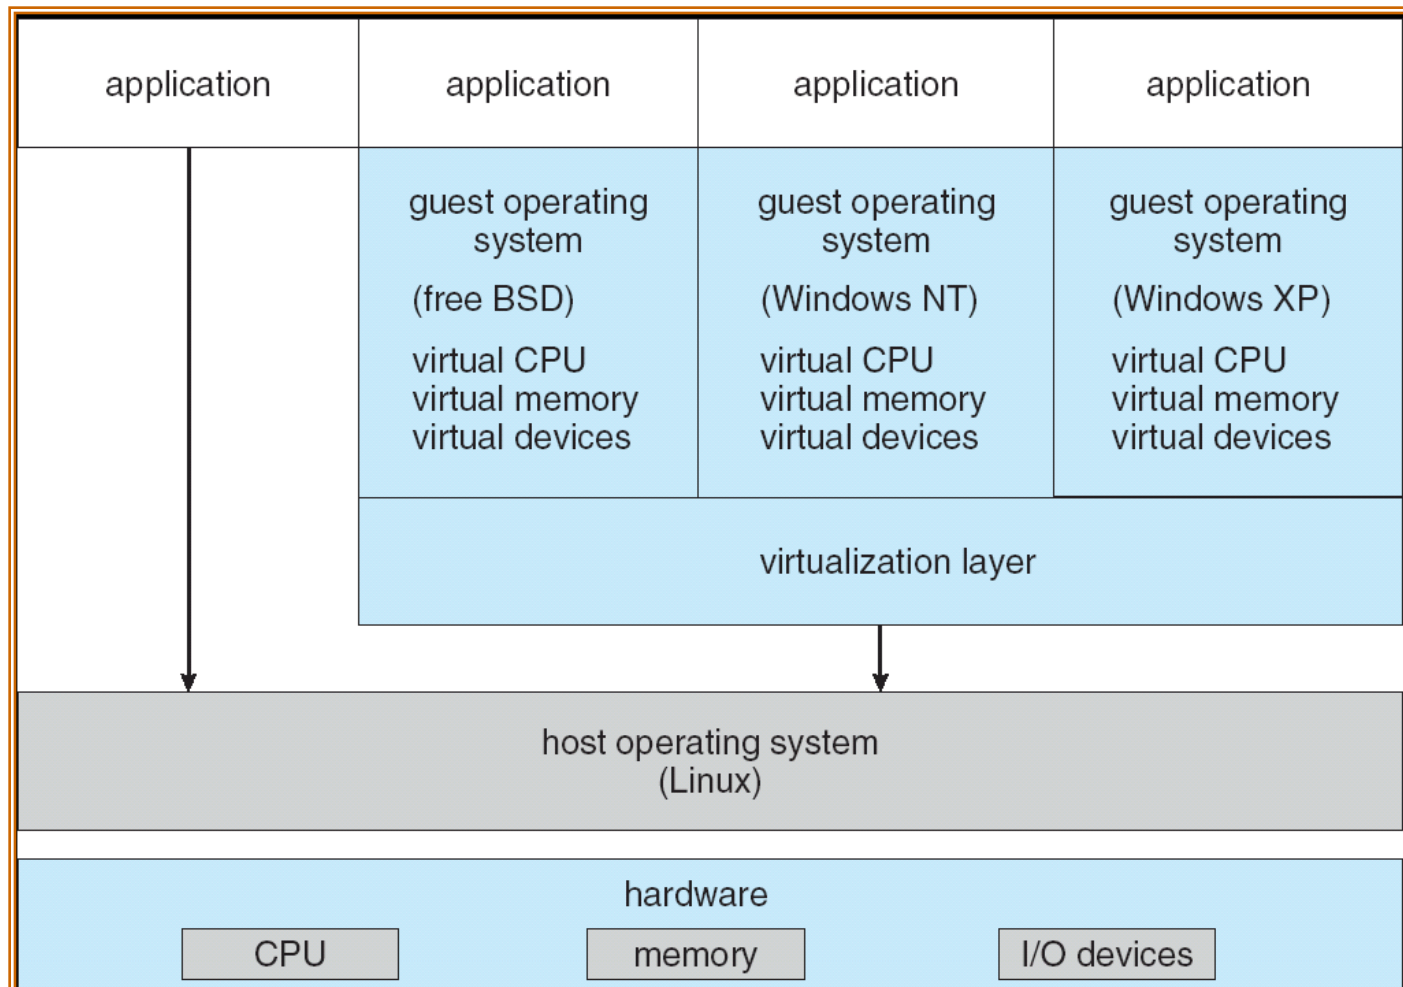 application
application
application
application
guest operating
system
(free BSD)
virtual CPU
virtual memory
virtual devices
guest operating
system
(Windows NT)
virtual CPU
virtual memory
virtual devices
guest operating
system
(Windows XP)
virtual CPU
virtual memory
virtual devices
virtualization layer
host operating system
(Linux)
hardware
CPU
memory
I/O devices